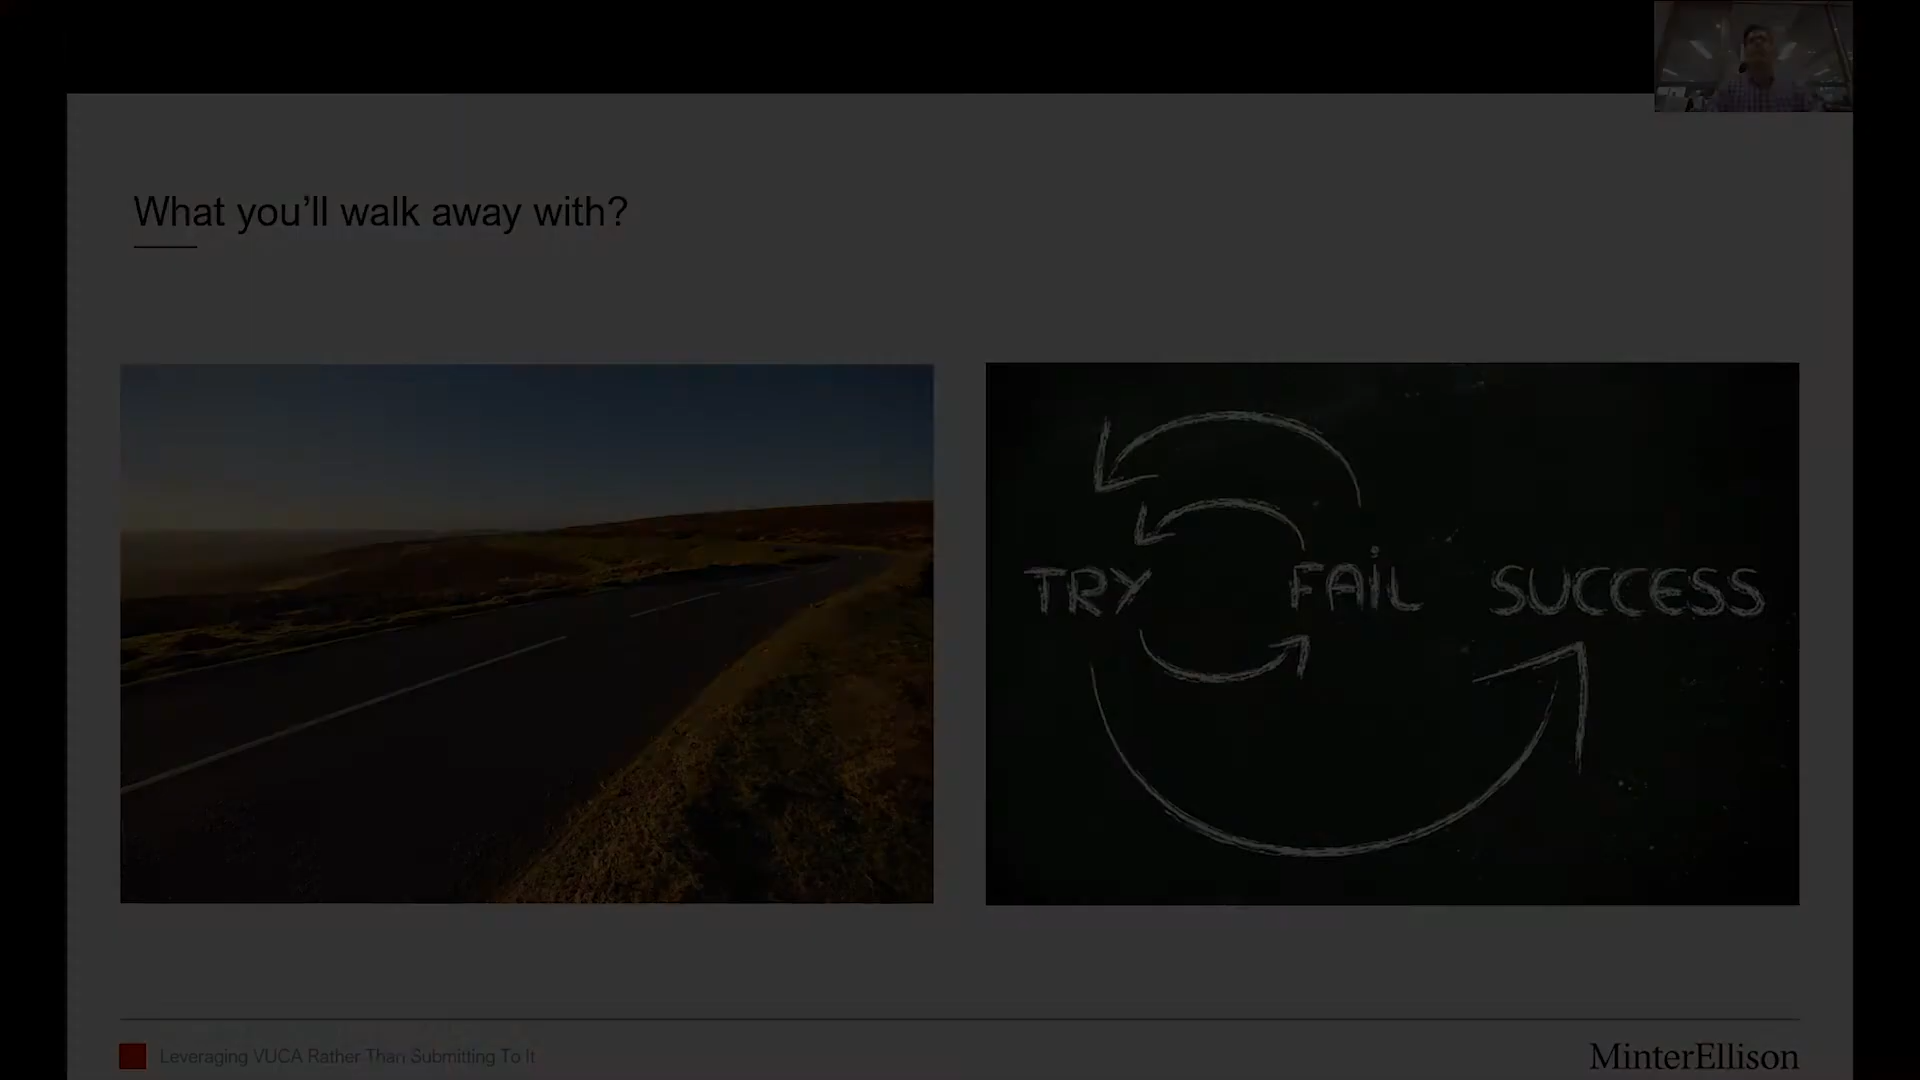 What you’ll walk away with?
TRY FAIL SUCCESS
Leveraging VUCA Rather Than Submitting To It
MinterEllison